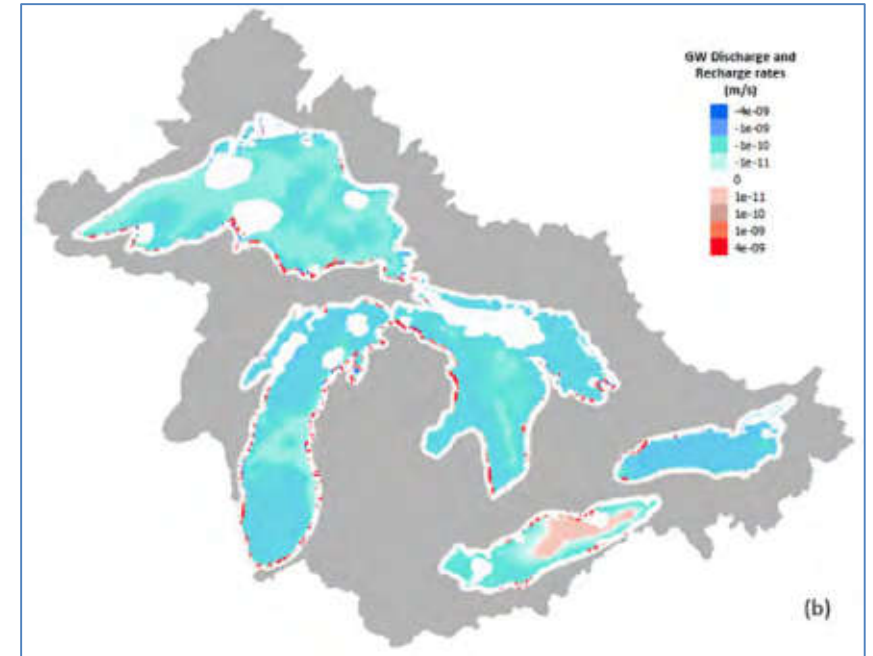 GW Discharge and
Recharge rates
(m/s)
-4e-09
-1e-09
-1e-10
-1e-11
0
1e-11
1e-10
1e-09
4e-09
(b)